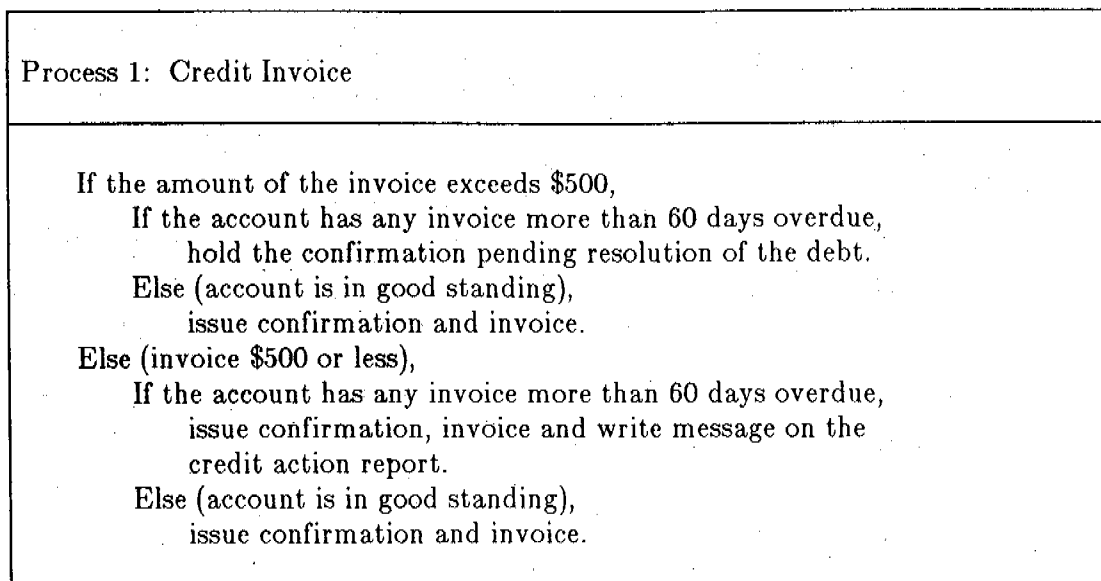 Process 1: Credit Invoice
If the amount of the invoice exceeds $500,
If the account has any invoice more than 60 days overdue,
hold the confirmation pending resolution of the debt.
Else (account is in good standing),
issue confirmation and invoice.
Else (invoice $500 or less),
If the account has any invoice more than 60 days overdue,
issue confirmation, invoice and write message on the
credit action report.
Else (account is in good standing),
issue confirmation and invoice.